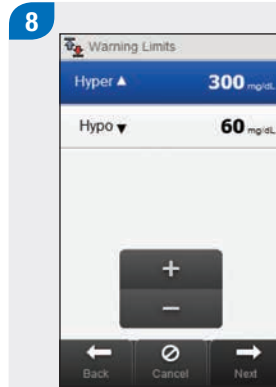 8
Warning Limits
Hyper ▲ 300 mg/dL
Hypo ▼ 60 mg/dL
+
−
Back Cancel Next